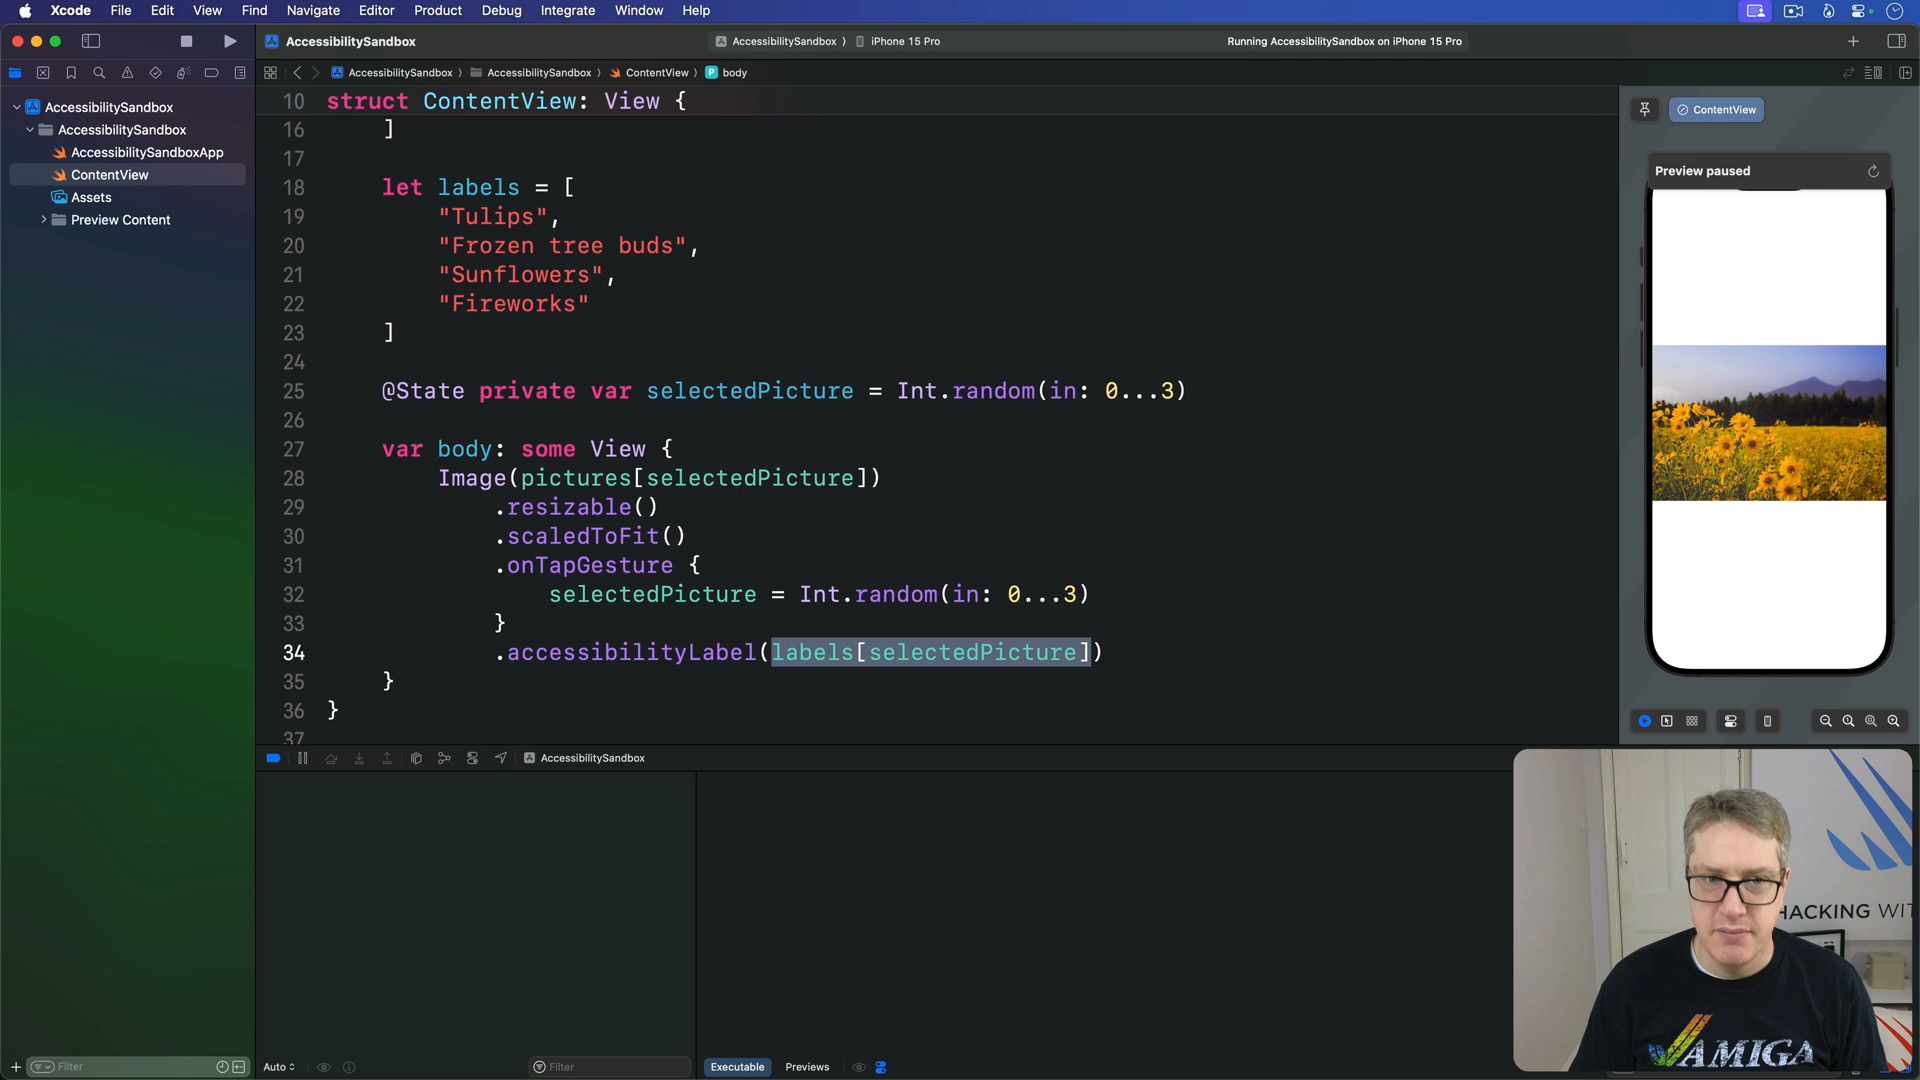 Xcode File Edit View Find Navigate Editor Product Debug Integrate Window Help
AccessibilitySandbox
AccessibilitySandbox 〉 iPhone 15 Pro
Running AccessibilitySandbox on iPhone 15 Pro
AccessibilitySandbox 〉 AccessibilitySandbox 〉 ContentView 〉 P body
AccessibilitySandbox
AccessibilitySandbox
AccessibilitySandboxApp
ContentView
Assets
Preview Content
10 struct ContentView: View {
16 ]
17
18 let labels = [
19 "Tulips",
20 "Frozen tree buds",
21 "Sunflowers",
22 "Fireworks"
23 ]
24
25 @State private var selectedPicture = Int.random(in: 0...3)
26
27 var body: some View {
28 Image(pictures[selectedPicture])
29 .resizable()
30 .scaledToFit()
31 .onTapGesture {
32 selectedPicture = Int.random(in: 0...3)
33 }
34 .accessibilityLabel(labels[selectedPicture])
35 }
36 }
37
ContentView
Preview paused
AccessibilitySandbox
HACKING WIT
AMIGA
Filter
Auto
Filter
Executable Previews